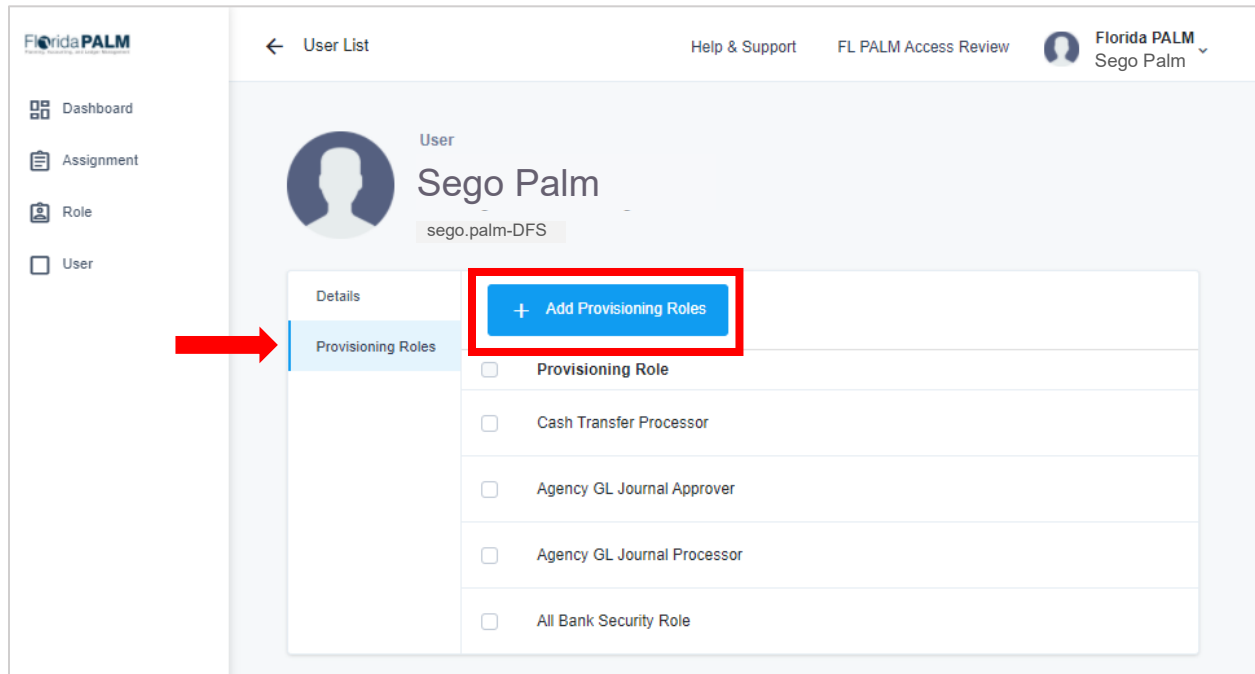 Florida PALM
User List
Help & Support
FL PALM Access Review
Florida PALM
Sego Palm
Dashboard
Assignment
Role
User
User
Sego Palm
sego.palm-DFS
Details
Provisioning Roles
+ Add Provisioning Roles
Provisioning Role
Cash Transfer Processor
Agency GL Journal Approver
Agency GL Journal Processor
All Bank Security Role